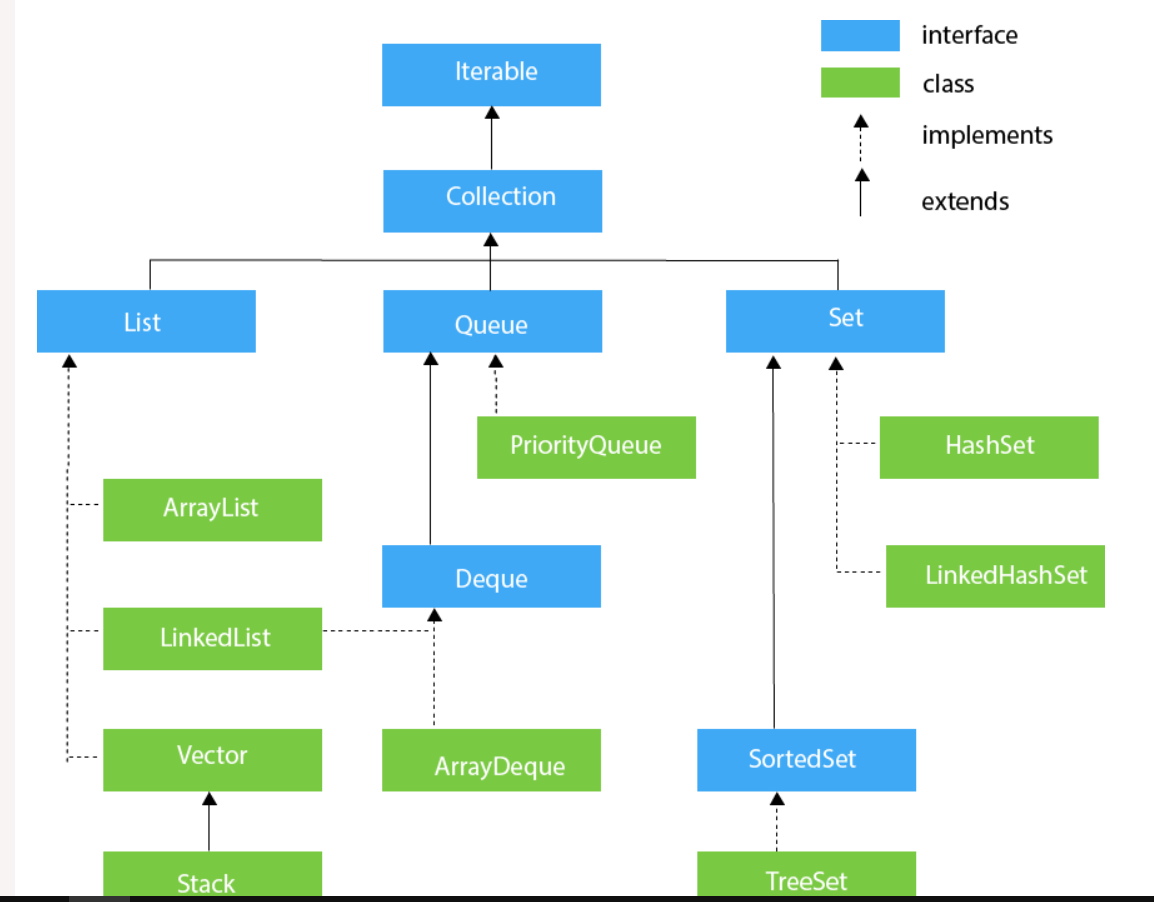 interface
Iterable
class
implements
Collection
extends
List
Queue
Set
PriorityQueue
HashSet
ArrayList
Deque
LinkedHashSet
LinkedList
Vector
ArrayDeque
SortedSet
Stack
TreeSet